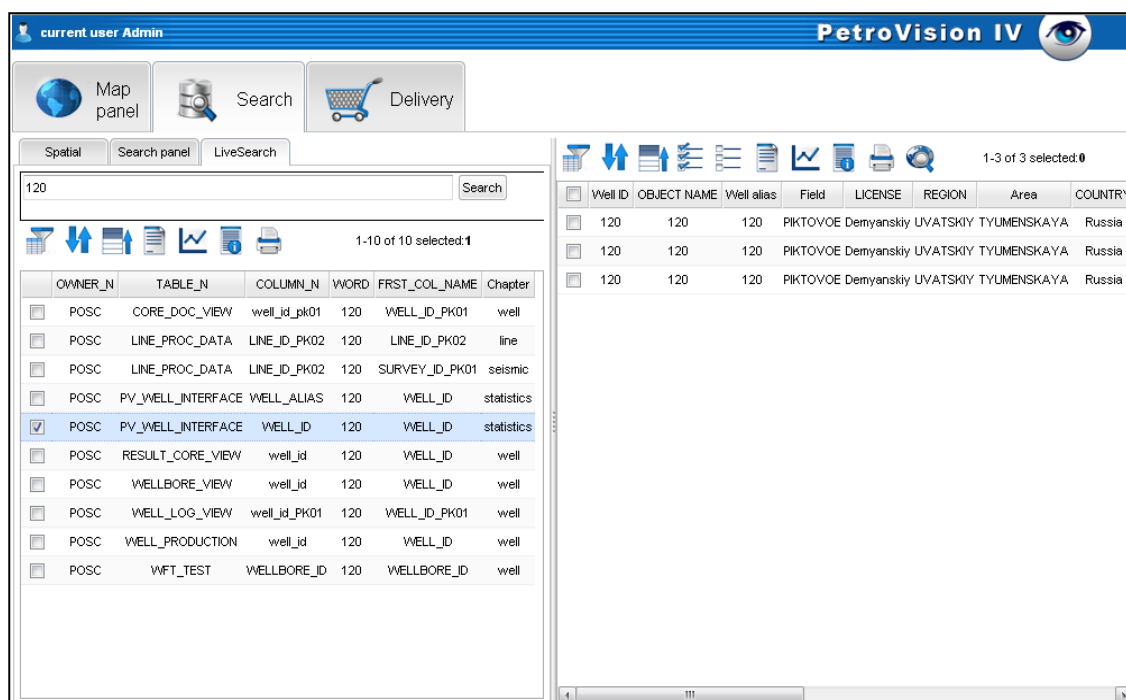 current user Admin
PetroVision IV
Map panel
Search
Delivery
Spatial
Search panel
LiveSearch
120
Search
1-10 of 10 selected:1
OWNER_N TABLE_N COLUMN_N WORD FRST_COL_NAME Chapter
POSC CORE_DOC_VIEW well_id_pk01 120 WELL_ID_PK01 well
POSC LINE_PROC_DATA LINE_ID_PK02 120 LINE_ID_PK02 line
POSC LINE_PROC_DATA LINE_ID_PK02 120 SURVEY_ID_PK01 seismic
POSC PV_WELL_INTERFACE WELL_ALIAS 120 WELL_ID statistics
POSC PV_WELL_INTERFACE WELL_ID 120 WELL_ID statistics
POSC RESULT_CORE_VIEW well_id 120 WELL_ID well
POSC WELLBORE_VIEW well_id 120 WELL_ID well
POSC WELL_LOG_VIEW well_id_PK01 120 WELL_ID_PK01 well
POSC WELL_PRODUCTION well_id 120 WELL_ID well
POSC WFT_TEST WELLBORE_ID 120 WELLBORE_ID well
1-3 of 3 selected:0
Well ID OBJECT NAME Well alias Field LICENSE REGION Area COUNTRY
120 120 120 PIKTOVOE Demyanskiy UVATSKIY TYUMENSKAYA Russia
120 120 120 PIKTOVOE Demyanskiy UVATSKIY TYUMENSKAYA Russia
120 120 120 PIKTOVOE Demyanskiy UVATSKIY TYUMENSKAYA Russia